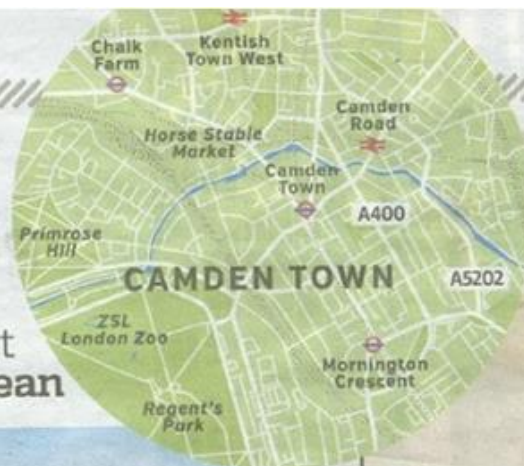 Chalk
Farm
Kentish
Town West
Camden
Road
Horse Stable
Market
Camden
Town
A400
Primrose
Hill
CAMDEN TOWN
A5202
ZSL
London Zoo
t
ean
Mornington
Crescent
Regent's
Park